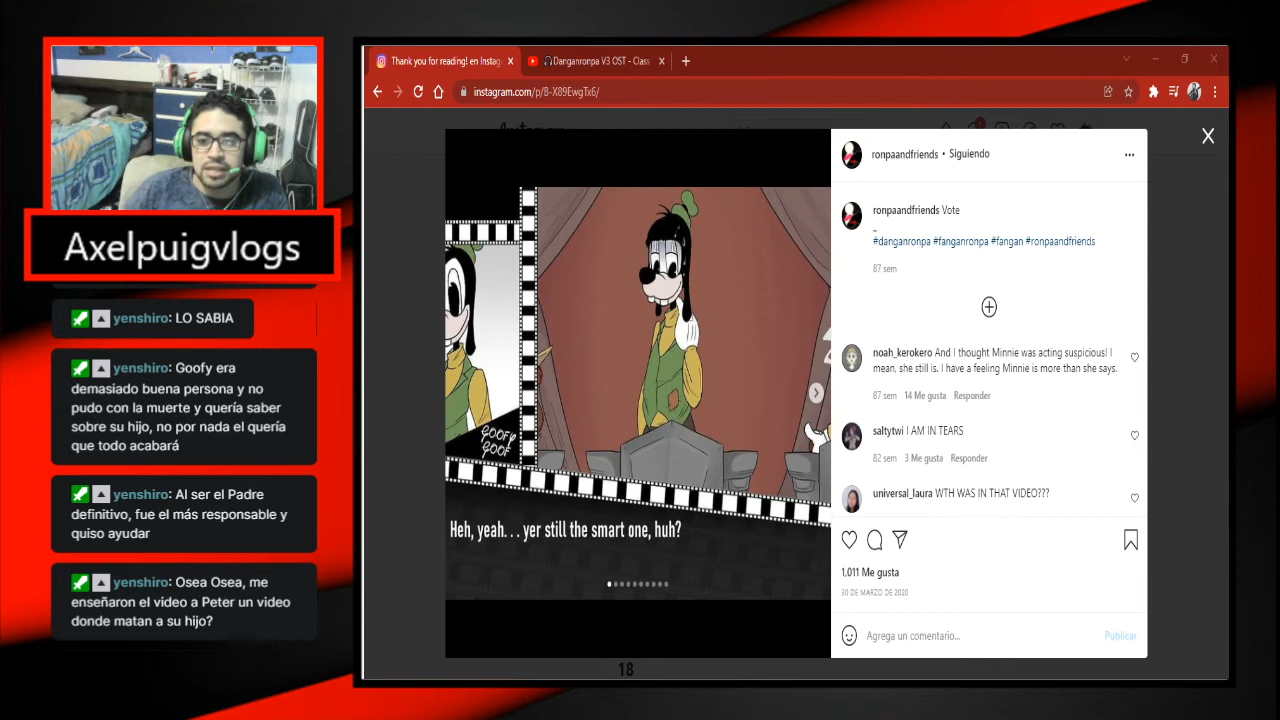 Axelpuigvlogs
yenshiro: LO SABIA
yenshiro: Goofy era
demasiado buena persona y no
pudo con la muerte y quería saber
sobre su hijo, no por nada el quería
que todo acabará
yenshiro: Al ser el Padre
definitivo, fue el más responsable y
quiso ayudar
yenshiro: Osea Osea, me
enseñaron el video a Peter un video
donde matan a su hijo?
Thank you for reading! en Instag
Danganronpa V3 OST - Class
instagram.com/p/B-X89EwgTx6/
GOOFY
GOOF
Heh, yeah. . . yer still the smart one, huh?
18
ronpaandfriends • Siguiendo
ronpaandfriends Vote
_
#danganronpa #fanganronpa #fangan #ronpaandfriends
87 sem
noah_kerokero And I thought Minnie was acting suspicious! I
mean, she still is. I have a feeling Minnie is more than she says.
87 sem 14 Me gusta Responder
saltytwi I AM IN TEARS
82 sem 3 Me gusta Responder
universal_laura WTH WAS IN THAT VIDEO???
1,011 Me gusta
30 DE MARZO DE 2020
Agrega un comentario...
Publicar